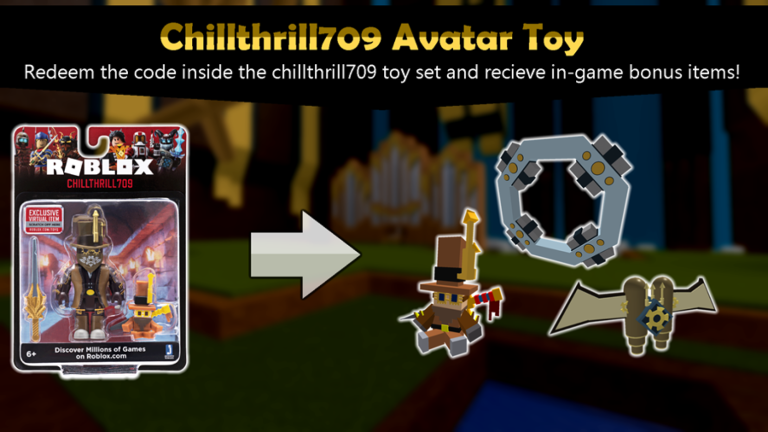 Chillthrill709 Avatar Toy
Redeem the code inside the chillthrill709 toy set and recieve in-game bonus items!
ROBLOX
CHILLTHRILL709
EXCLUSIVE
VIRTUAL ITEM
6+
Discover Millions of Games
on Roblox.com